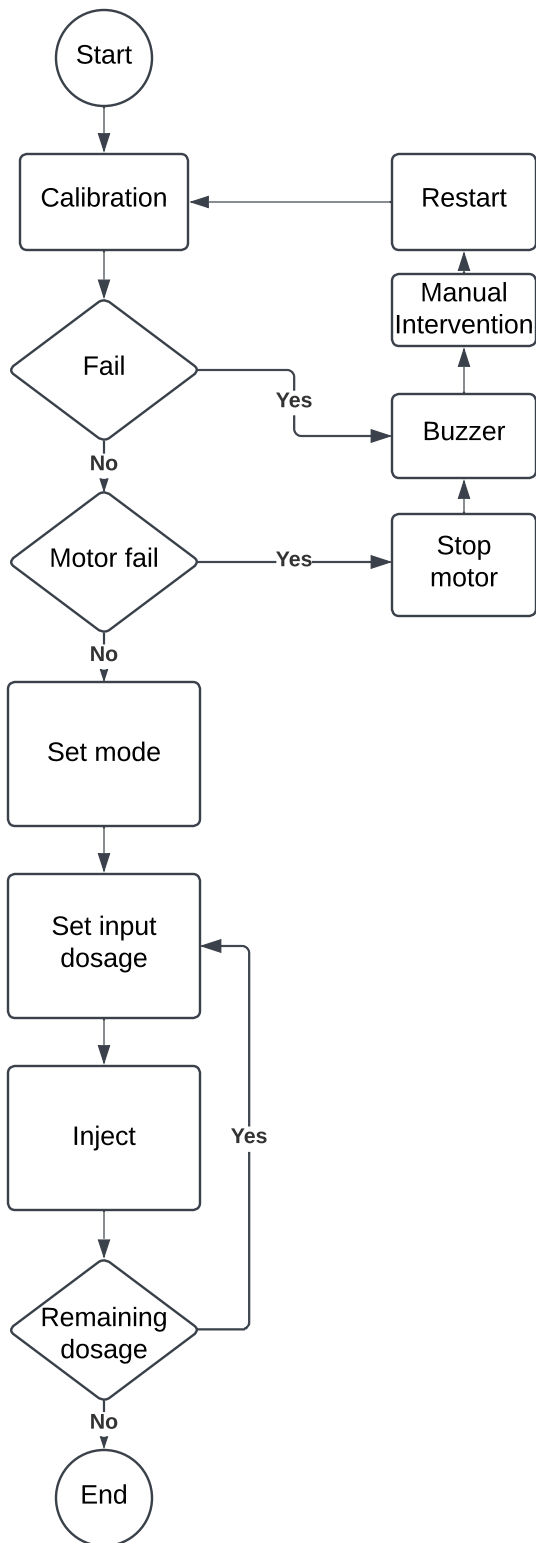 Start
Calibration
Restart
Manual
Intervention
Fail
Yes
Buzzer
No
Motor fail
Yes
Stop
motor
No
Set mode
Set input
dosage
Inject
Yes
Remaining
dosage
No
End